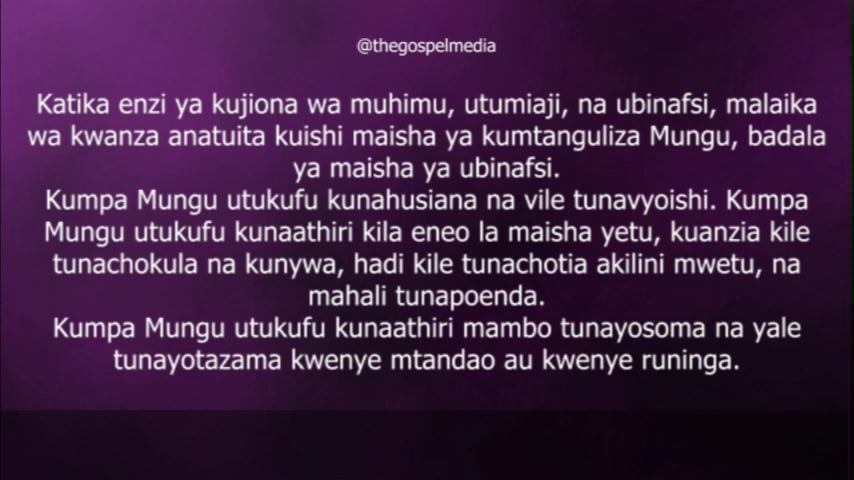 @thegospelmedia
Katika enzi ya kujiona wa muhimu, utumiaji, na ubinafsi, malaika
wa kwanza anatuita kuishi maisha ya kumtanguliza Mungu, badala
ya maisha ya ubinafsi.
Kumpa Mungu utukufu kunahusiana na vile tunavyoishi. Kumpa
Mungu utukufu kunaathiri kila eneo la maisha yetu, kuanzia kile
tunachokula na kunywa, hadi kile tunachotia akilini mwetu, na
mahali tunapoenda.
Kumpa Mungu utukufu kunaathiri mambo tunayosoma na yale
tunayotazama kwenye mtandao au kwenye runinga.